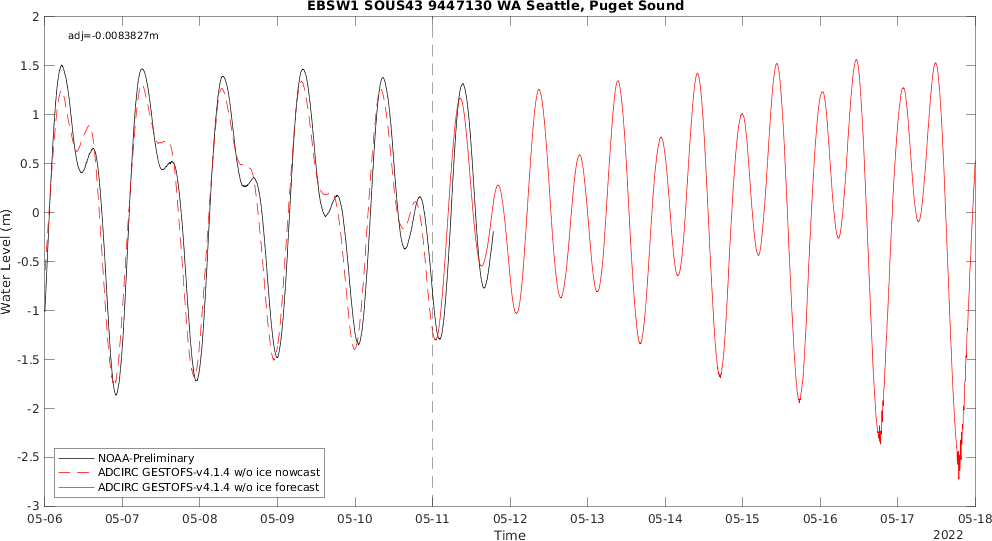 EBSW1 SOUS43 9447130 WA Seattle, Puget Sound
adj=-0.0083827m
2
1.5
1
0.5
0
-0.5
-1
-1.5
-2
-2.5
-3
Water Level (m)
NOAA-Preliminary
ADCIRC GESTOFS-v4.1.4 w/o ice nowcast
ADCIRC GESTOFS-v4.1.4 w/o ice forecast
05-06 05-07 05-08 05-09 05-10 05-11 05-12 05-13 05-14 05-15 05-16 05-17 05-18
Time
2022